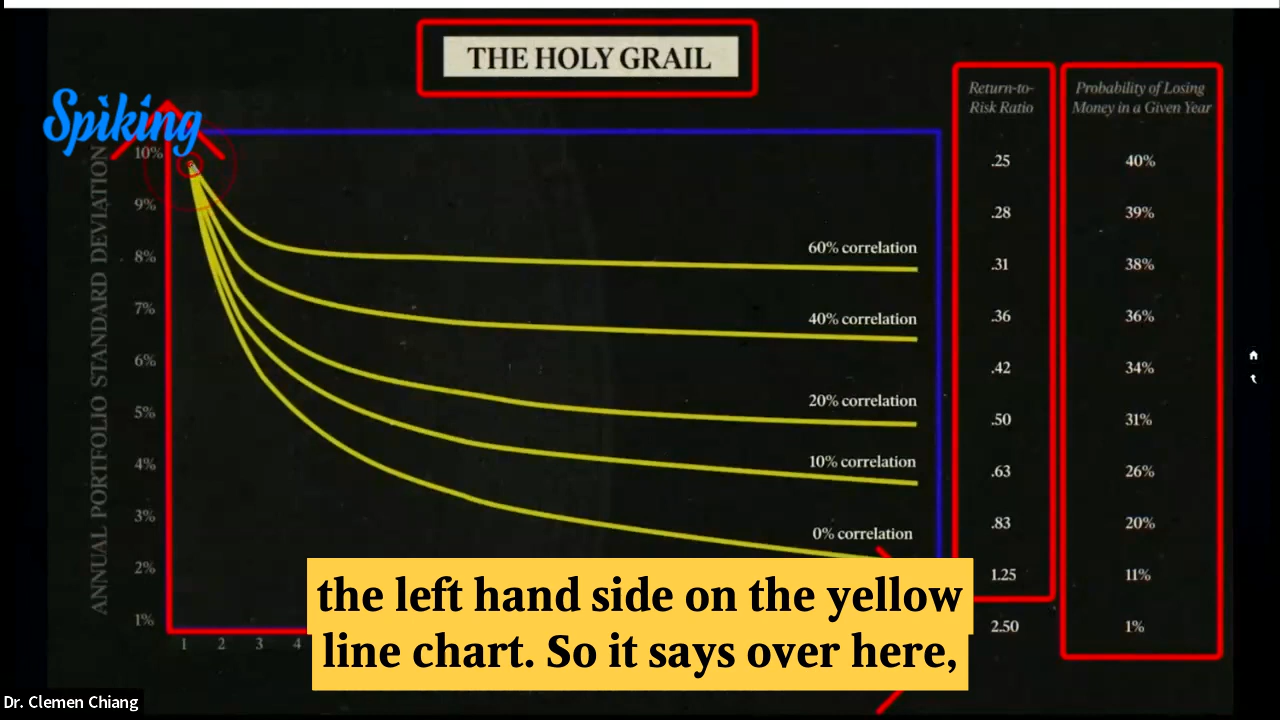 THE HOLY GRAIL
Spiking
Return-to-
Risk Ratio
Probability of Losing
Money in a Given Year
ANNUAL PORTFOLIO STANDARD DEVIATION
10% .25 40%
9% .28 39%
8% .31 38%
7% .36 36%
6% .42 34%
5% .50 31%
4% .63 26%
3% .83 20%
2% 1.25 11%
1% 2.50 1%
60% correlation
40% correlation
20% correlation
10% correlation
0% correlation
1 2 3 4
the left hand side on the yellow
line chart. So it says over here,
Dr. Clemen Chiang